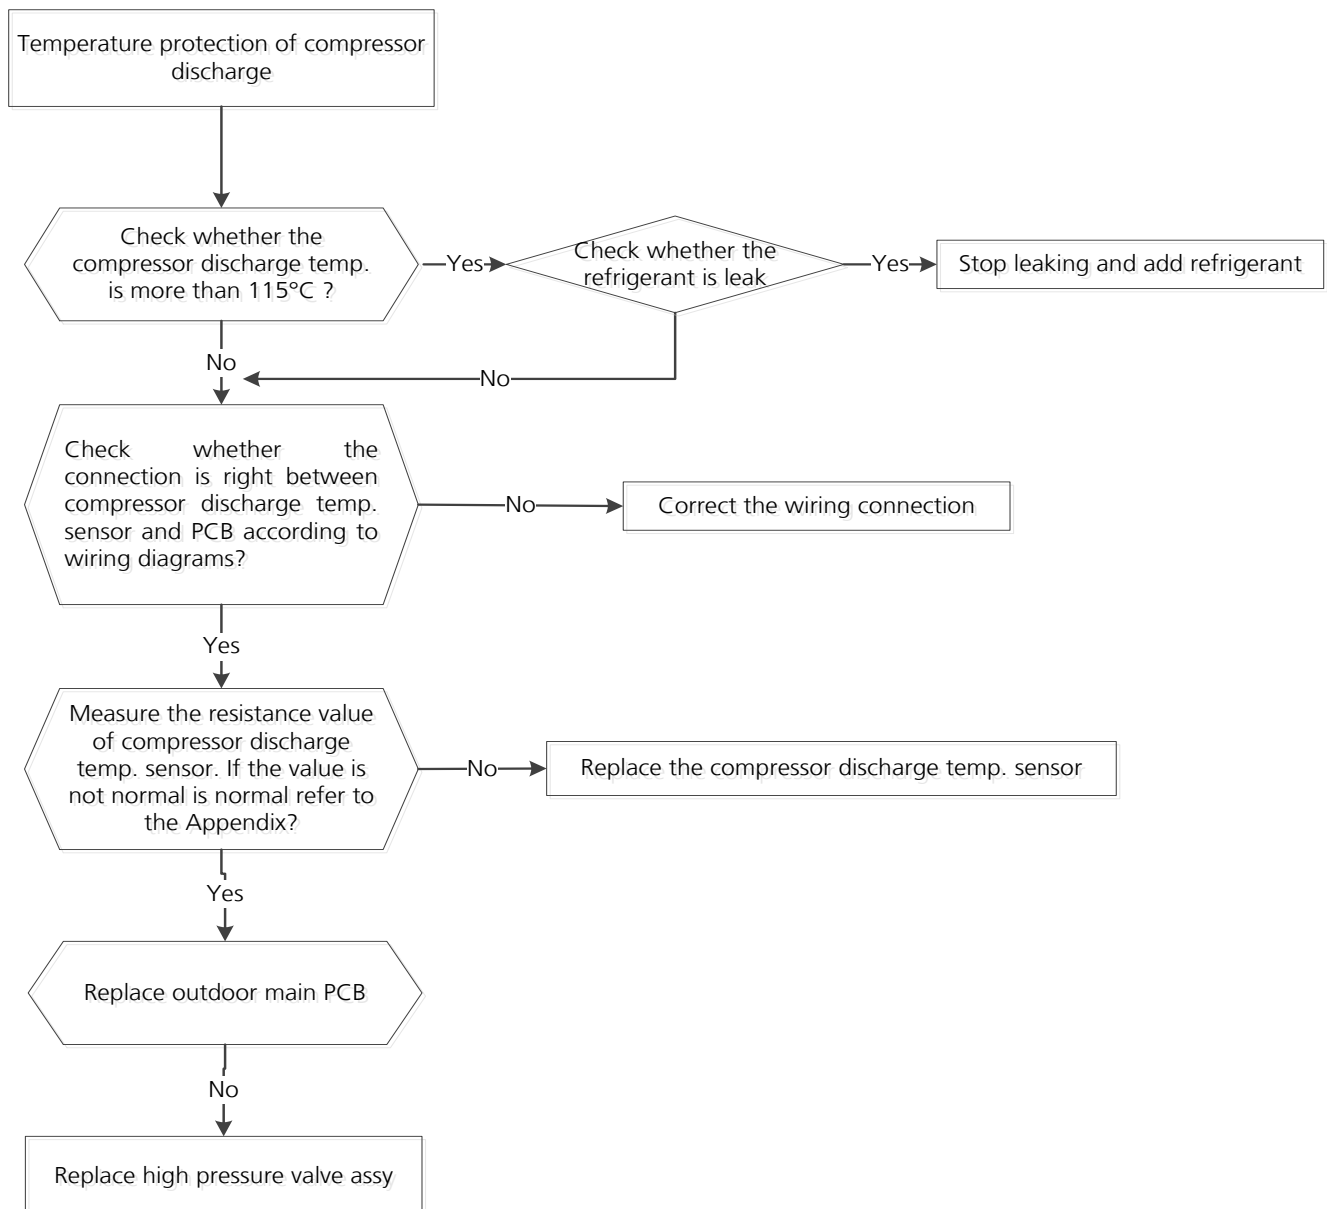 Temperature protection of compressor
discharge
Check whether the
compressor discharge temp.
is more than 115°C ?
Yes
Check whether the
refrigerant is leak
Yes
Stop leaking and add refrigerant
No
No
Check whether the
connection is right between
compressor discharge temp.
sensor and PCB according to
wiring diagrams?
No
Correct the wiring connection
Yes
Measure the resistance value
of compressor discharge
temp. sensor. If the value is
not normal is normal refer to
the Appendix?
No
Replace the compressor discharge temp. sensor
Yes
Replace outdoor main PCB
No
Replace high pressure valve assy